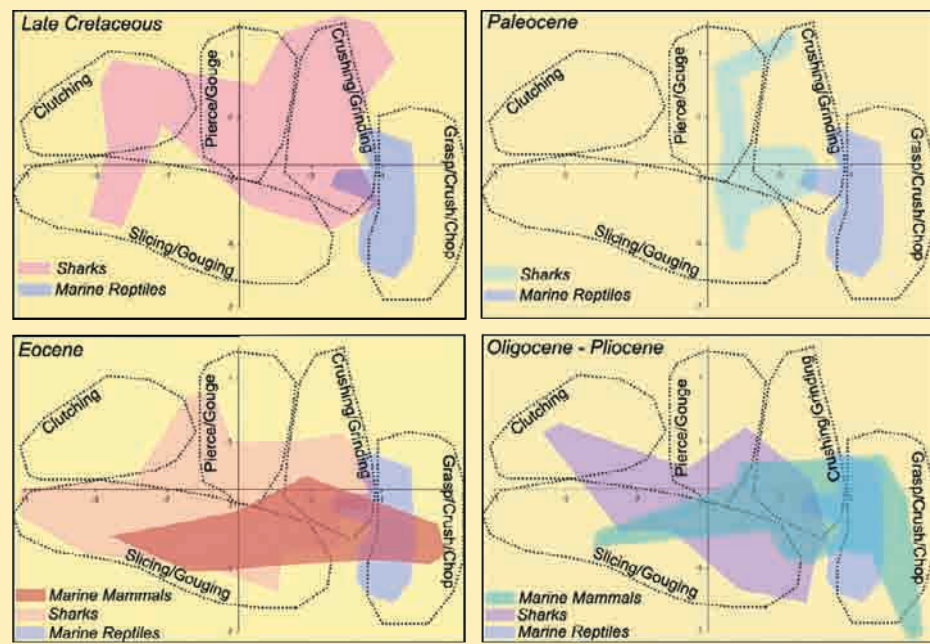 Late Cretaceous
Clutching
Pierce/Gouge
Crushing/Grinding
Grasp/Crush/Chop
Slicing/Gouging
Sharks
Marine Reptiles
Paleocene
Clutching
Pierce/Gouge
Crushing/Grinding
Grasp/Crush/Chop
Slicing/Gouging
Sharks
Marine Reptiles
Eocene
Clutching
Pierce/Gouge
Crushing/Grinding
Grasp/Crush/Chop
Slicing/Gouging
Marine Mammals
Sharks
Marine Reptiles
Oligocene - Pliocene
Clutching
Pierce/Gouge
Crushing/Grinding
Grasp/Crush/Chop
Slicing/Gouging
Marine Mammals
Sharks
Marine Reptiles